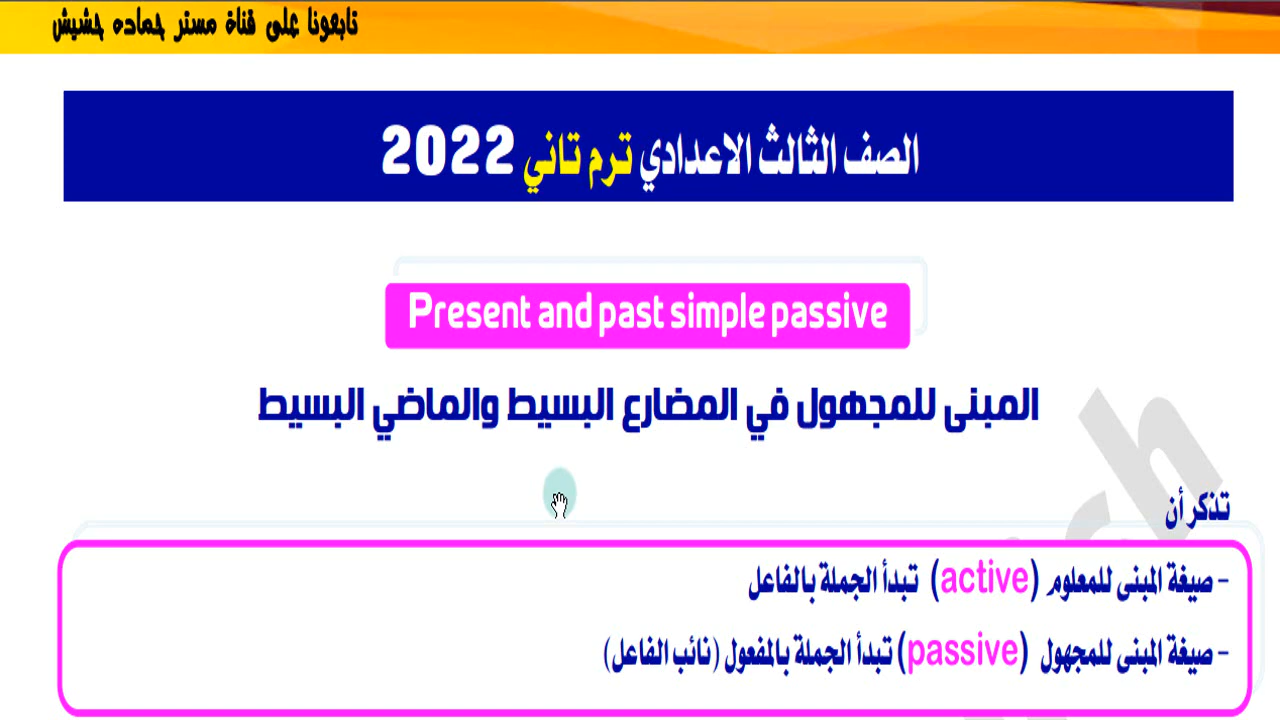 تابعونا على قناة مستر حماده حشيش
الصف الثالث الاعدادي ترم تاني 2022
Present and past simple passive
المبنى للمجهول في المضارع البسيط والماضي البسيط
تذكر أن
- صيغة المبنى للمعلوم (active) تبدأ الجملة بالفاعل
- صيغة المبنى للمجهول (passive) تبدأ الجملة بالمفعول (نائب الفاعل)